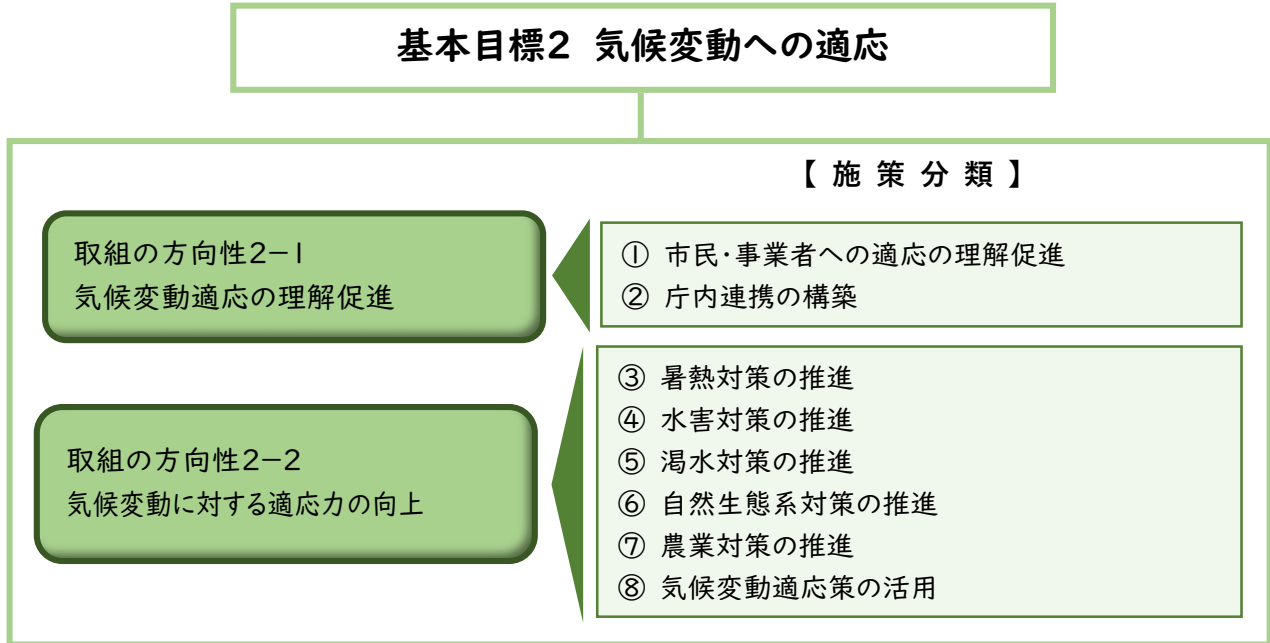 基本目標2 気候変動への適応
【 施 策 分 類 】
取組の方向性2－1
気候変動適応の理解促進
① 市民・事業者への適応の理解促進
② 庁内連携の構築
取組の方向性2－2
気候変動に対する適応力の向上
③ 暑熱対策の推進
④ 水害対策の推進
⑤ 渇水対策の推進
⑥ 自然生態系対策の推進
⑦ 農業対策の推進
⑧ 気候変動適応策の活用